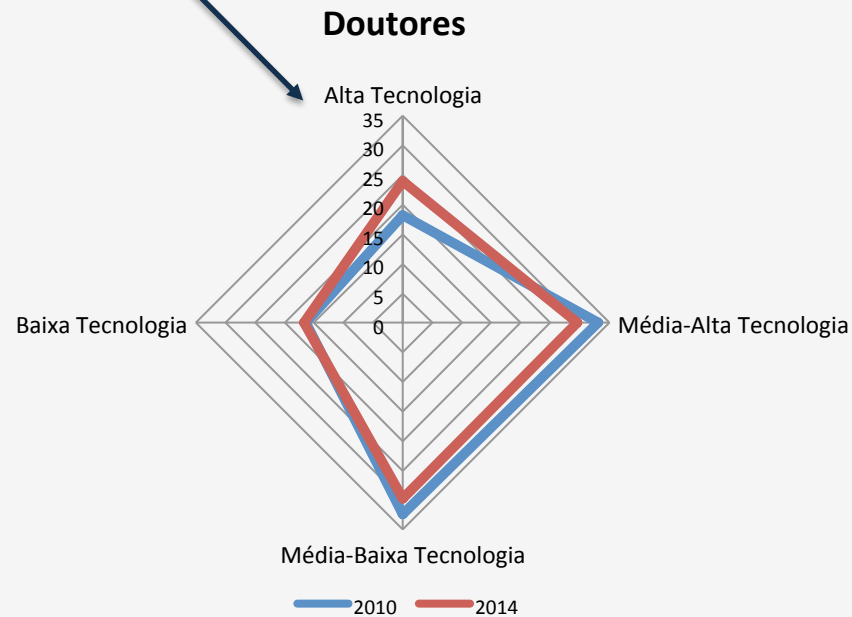 Doutores
Alta Tecnologia
35
30
25
20
15
10
5
0
Baixa Tecnologia
Média-Alta Tecnologia
Média-Baixa Tecnologia
2010 2014